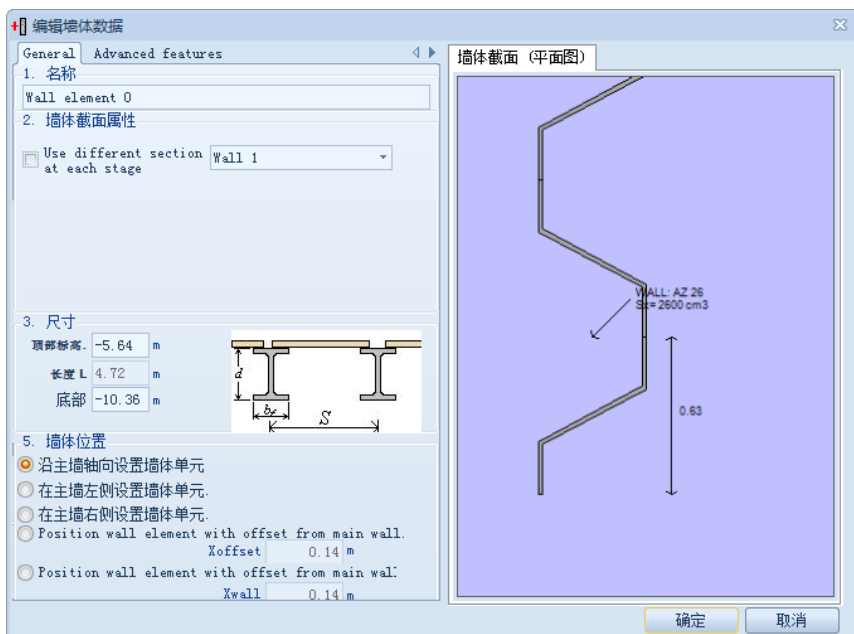 编辑墙体数据
General Advanced features
1. 名称
Wall element 0
2. 墙体截面属性
Use different section
at each stage
Wall 1
3. 尺寸
顶部标高. -5.64 m
长度 L 4.72 m
底部 -10.36 m
d
bf
S
5. 墙体位置
沿主墙轴向设置墙体单元
在主墙左侧设置墙体单元.
在主墙右侧设置墙体单元.
Position wall element with offset from main wall.
Xoffset 0.14 m
Position wall element with offset from main wal
Xwall 0.14 m
墙体截面 (平面图)
WALL: AZ 26
Sx= 2600 cm3
0.63
确定 取消